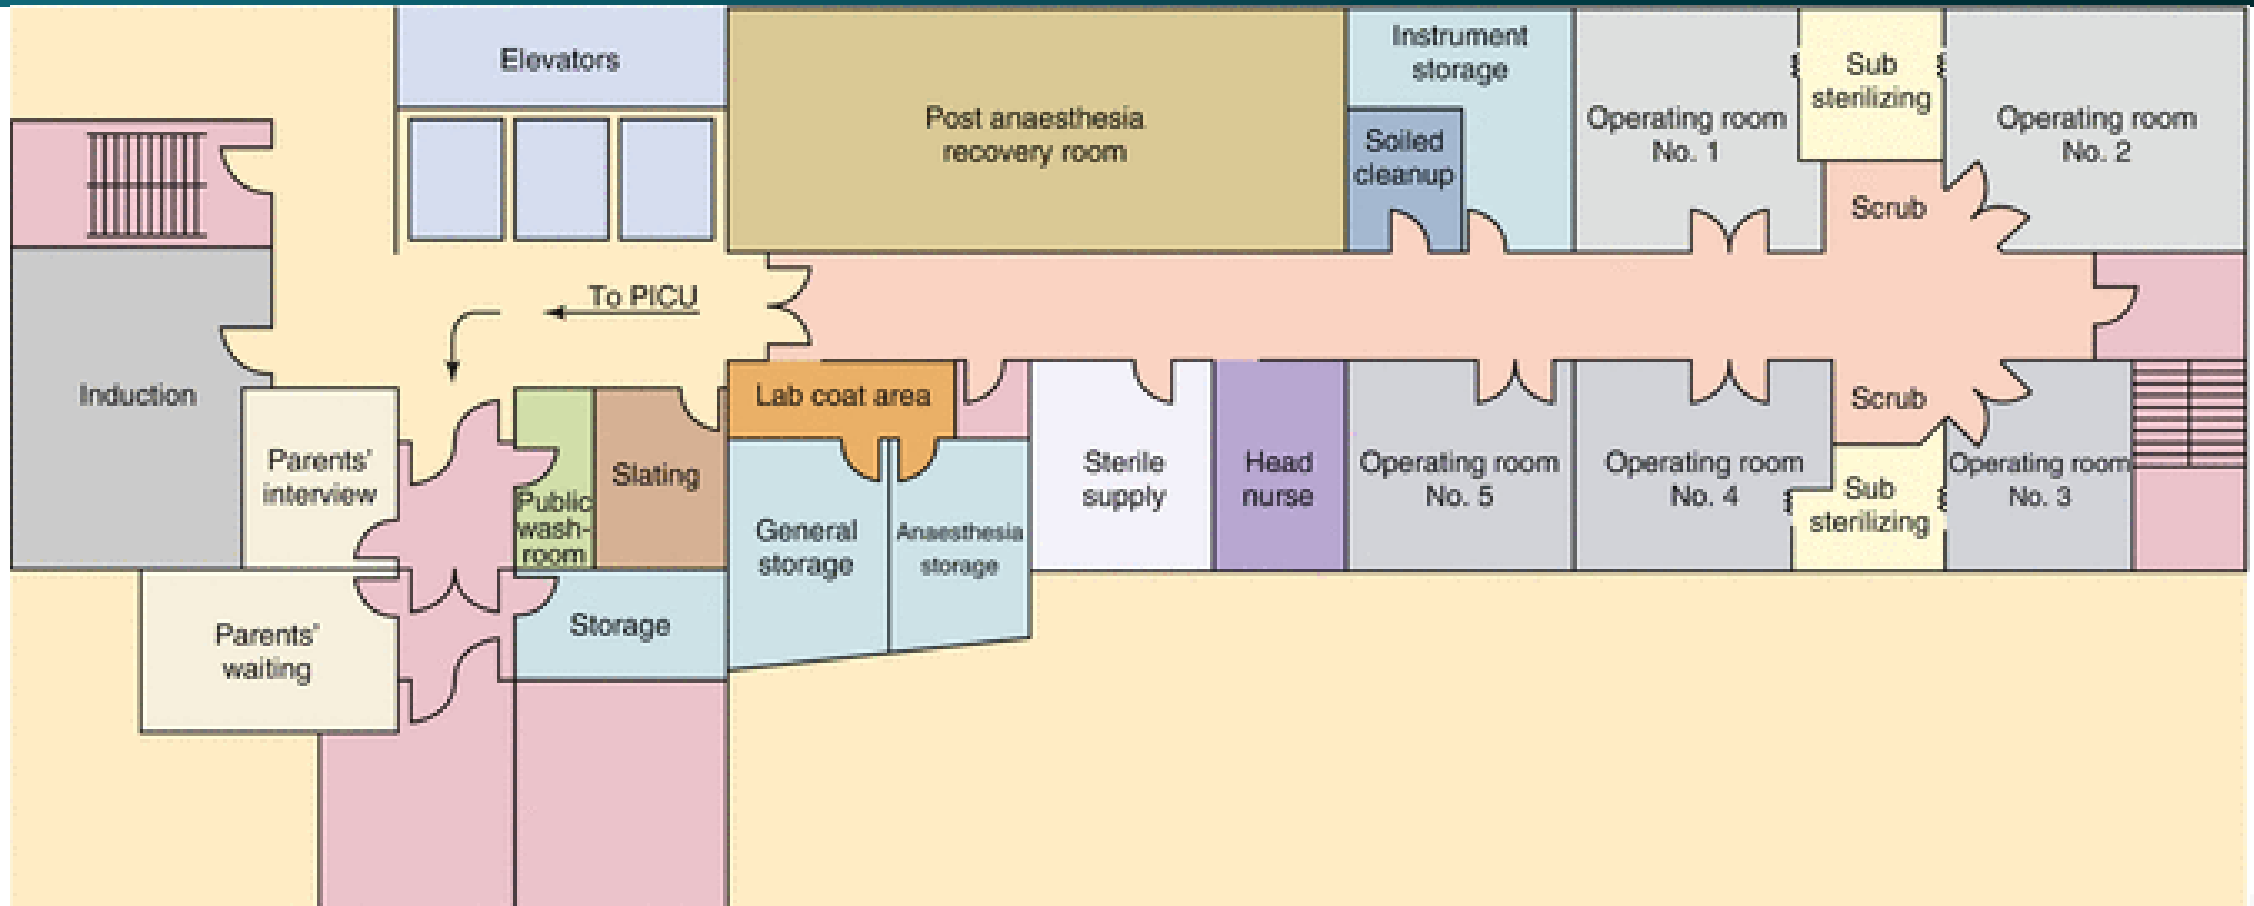 Elevators
Post anaesthesia
recovery room
Instrument
storage
Soiled
cleanup
Operating room
No. 1
Sub
sterilizing
Operating room
No. 2
Scrub
To PICU
Induction
Parents'
interview
Public
wash-
room
Slating
Lab coat area
General
storage
Anaesthesia
storage
Sterile
supply
Head
nurse
Operating room
No. 5
Operating room
No. 4
Scrub
Sub
sterilizing
Operating room
No. 3
Parents'
waiting
Storage